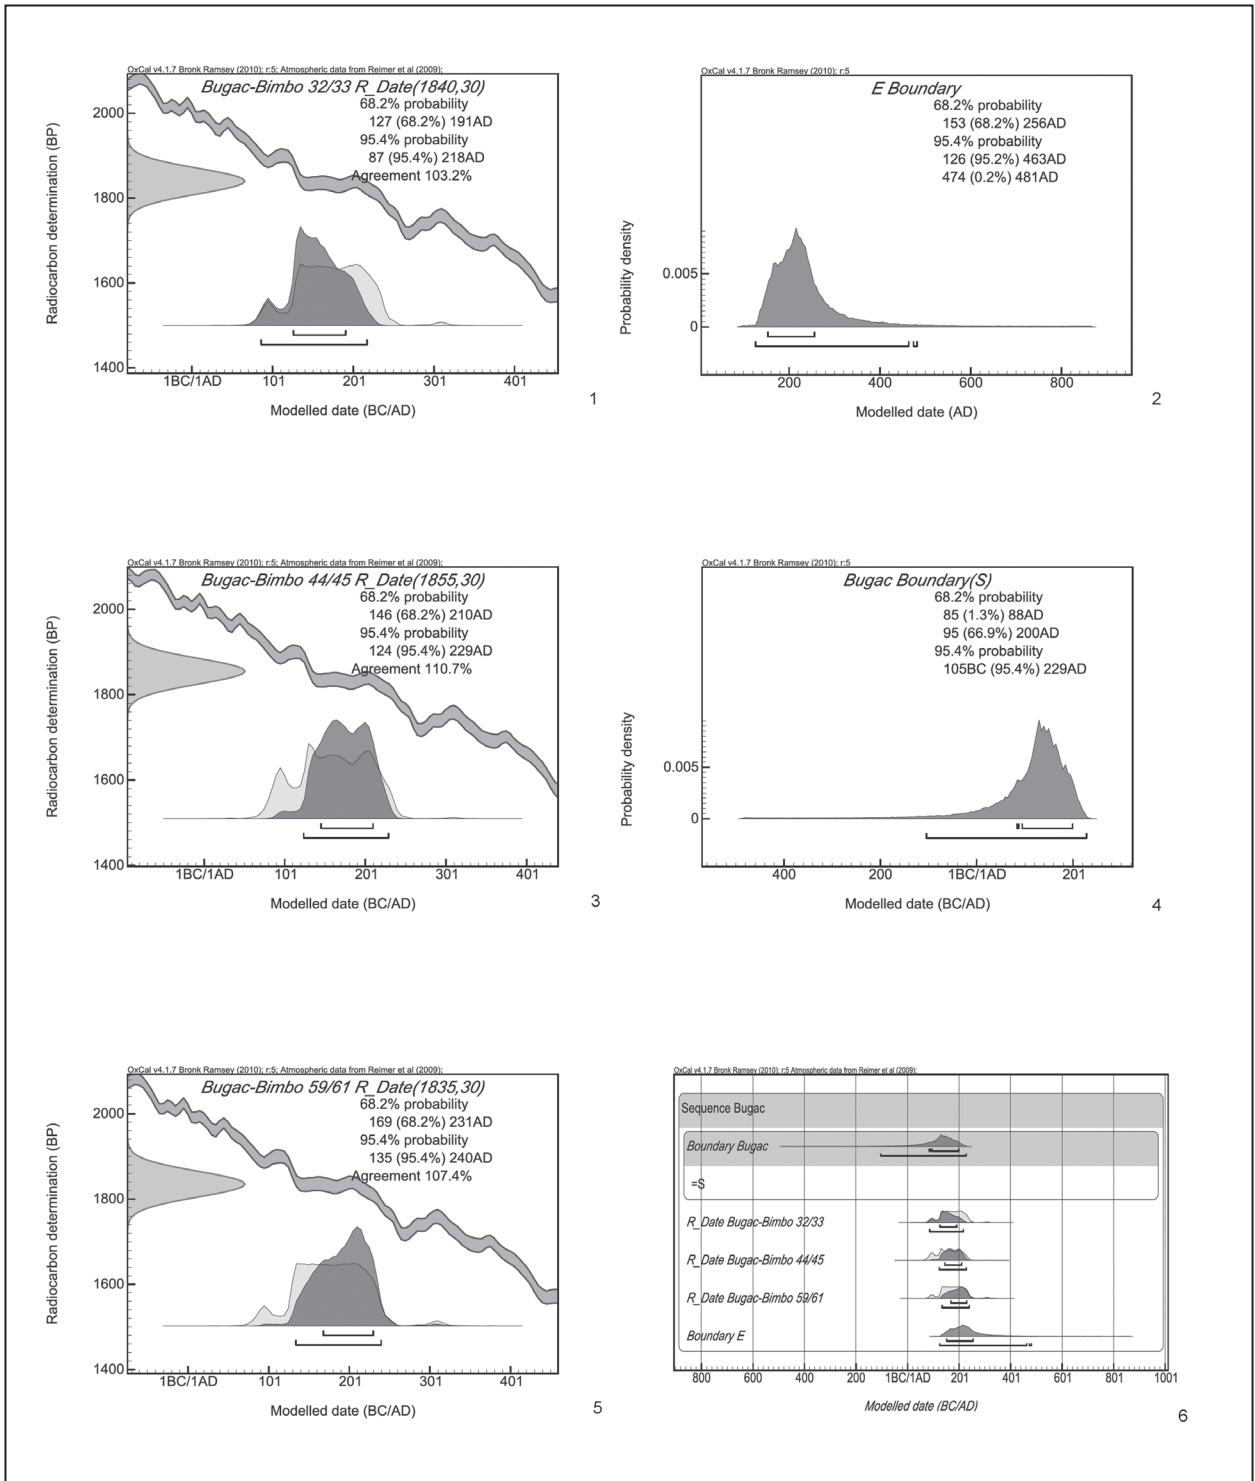 OxCal v4.1.7 Bronk Ramsey (2010); r:5; Atmospheric data from Reimer et al (2009);
Bugac-Bimbo 32/33 R_Date(1840,30)
68.2% probability
127 (68.2%) 191AD
95.4% probability
87 (95.4%) 218AD
Agreement 103.2%
Radiocarbon determination (BP)
2000
1800
1600
1400
1BC/1AD 101 201 301 401
Modelled date (BC/AD)
1
OxCal v4.1.7 Bronk Ramsey (2010); r:5
E Boundary
68.2% probability
153 (68.2%) 256AD
95.4% probability
126 (95.2%) 463AD
474 (0.2%) 481AD
Probability density
0.005
0
200 400 600 800
Modelled date (AD)
2
OxCal v4.1.7 Bronk Ramsey (2010); r:5; Atmospheric data from Reimer et al (2009);
Bugac-Bimbo 44/45 R_Date(1855,30)
68.2% probability
146 (68.2%) 210AD
95.4% probability
124 (95.4%) 229AD
Agreement 110.7%
Radiocarbon determination (BP)
2000
1800
1600
1400
1BC/1AD 101 201 301 401
Modelled date (BC/AD)
3
OxCal v4.1.7 Bronk Ramsey (2010); r:5
Bugac Boundary(S)
68.2% probability
85 (1.3%) 88AD
95 (66.9%) 200AD
95.4% probability
105BC (95.4%) 229AD
Probability density
0.005
0
400 200 1BC/1AD 201
Modelled date (BC/AD)
4
OxCal v4.1.7 Bronk Ramsey (2010); r:5; Atmospheric data from Reimer et al (2009);
Bugac-Bimbo 59/61 R_Date(1835,30)
68.2% probability
169 (68.2%) 231AD
95.4% probability
135 (95.4%) 240AD
Agreement 107.4%
Radiocarbon determination (BP)
2000
1800
1600
1400
1BC/1AD 101 201 301 401
Modelled date (BC/AD)
5
OxCal v4.1.7 Bronk Ramsey (2010); r:5 Atmospheric data from Reimer et al (2009);
Sequence Bugac
Boundary Bugac
=S
R_Date Bugac-Bimbo 32/33
R_Date Bugac-Bimbo 44/45
R_Date Bugac-Bimbo 59/61
Boundary E
800 600 400 200 1BC/1AD 201 401 601 801 1001
Modelled date (BC/AD)
6